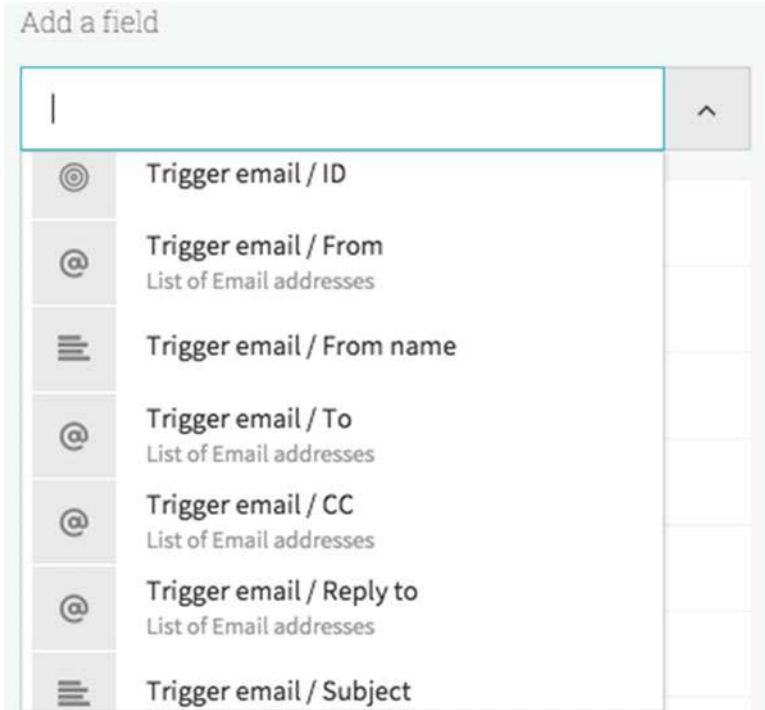 Add a field
Trigger email / ID
Trigger email / From
List of Email addresses
Trigger email / From name
Trigger email / To
List of Email addresses
Trigger email / CC
List of Email addresses
Trigger email / Reply to
List of Email addresses
Trigger email / Subject